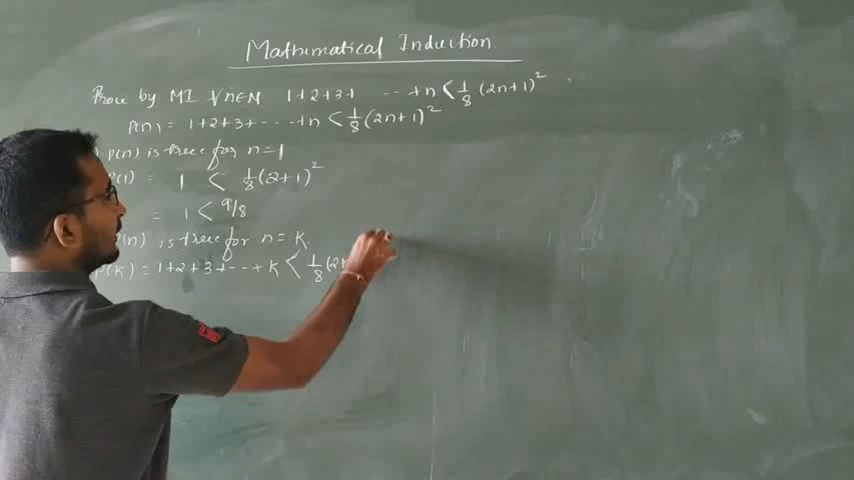 Mathematical Induction
Prove by MI ∀n∈N 1+2+3+ ... +n < 1/8 (2n+1)²
P(n) = 1+2+3+ - - - +n < 1/8 (2n+1)²
P(n) is true for n=1
P(1) = 1 < 1/8 (2+1)²
= 1 < 9/8
P(n) is true for n = K.
P(K) = 1+2+3+ - - + K < 1/8 (2K